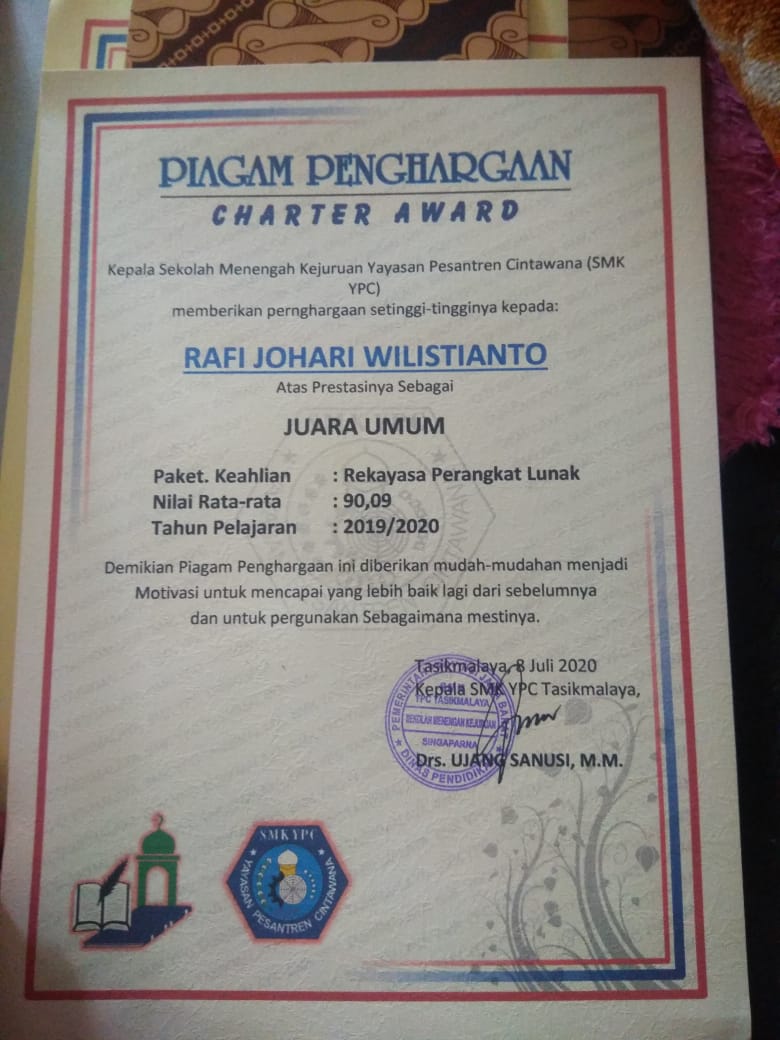 PIAGAM PENGHARGAAN
CHARTER AWARD
Kepala Sekolah Menengah Kejuruan Yayasan Pesantren Cintawana (SMK
YPC)
memberikan pernghargaan setinggi-tingginya kepada:
RAFI JOHARI WILISTIANTO
Atas Prestasinya Sebagai
JUARA UMUM
Paket. Keahlian : Rekayasa Perangkat Lunak
Nilai Rata-rata : 90,09
Tahun Pelajaran : 2019/2020
Demikian Piagam Penghargaan ini diberikan mudah-mudahan menjadi
Motivasi untuk mencapai yang lebih baik lagi dari sebelumnya
dan untuk pergunakan Sebagaimana mestinya.
Tasikmalaya, 8 Juli 2020
Kepala SMK YPC Tasikmalaya,
YPC TASIKMALAYA
SEKOLAH MENENGAH KEJURUAN
SINGAPARNA
DINAS PENDIDIKAN
Drs. UJANG SANUSI, M.M.
SMK YPC
YAYASAN PESANTREN CINTAWANA